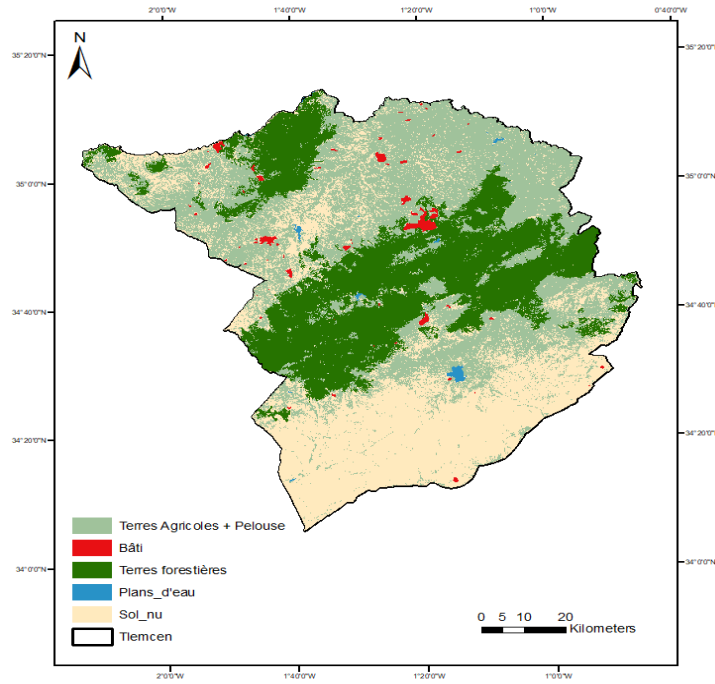 2°0'0"W 1°40'0"W 1°20'0"W 1°0'0"W 0°40'0"W
N
35°20'0"N 35°20'0"N
35°0'0"N 35°0'0"N
34°40'0"N 34°40'0"N
34°20'0"N 34°20'0"N
34°0'0"N 34°0'0"N
Terres Agricoles + Pelouse
Bâti
Terres forestières
Plans_d'eau
Sol_nu
Tlemcen
0 5 10 20
Kilometers
2°0'0"W 1°40'0"W 1°20'0"W 1°0'0"W